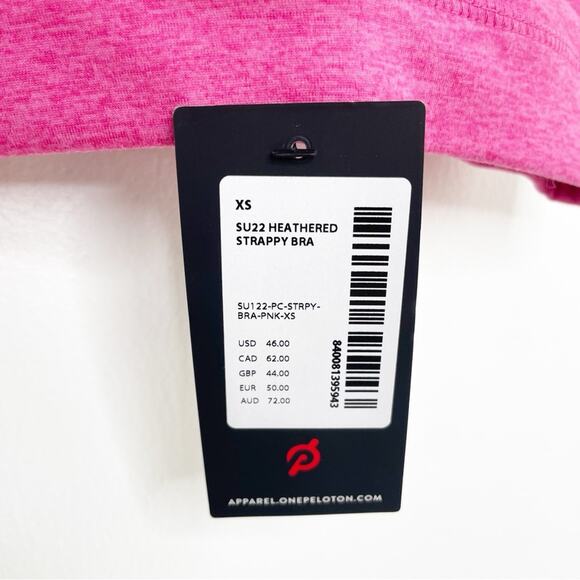 XS
SU22 HEATHERED
STRAPPY BRA
SU122-PC-STRPY-
BRA-PNK-XS
USD 46.00
CAD 62.00
GBP 44.00
EUR 50.00
AUD 72.00
840081395943
APPAREL.ONEPELOTON.COM